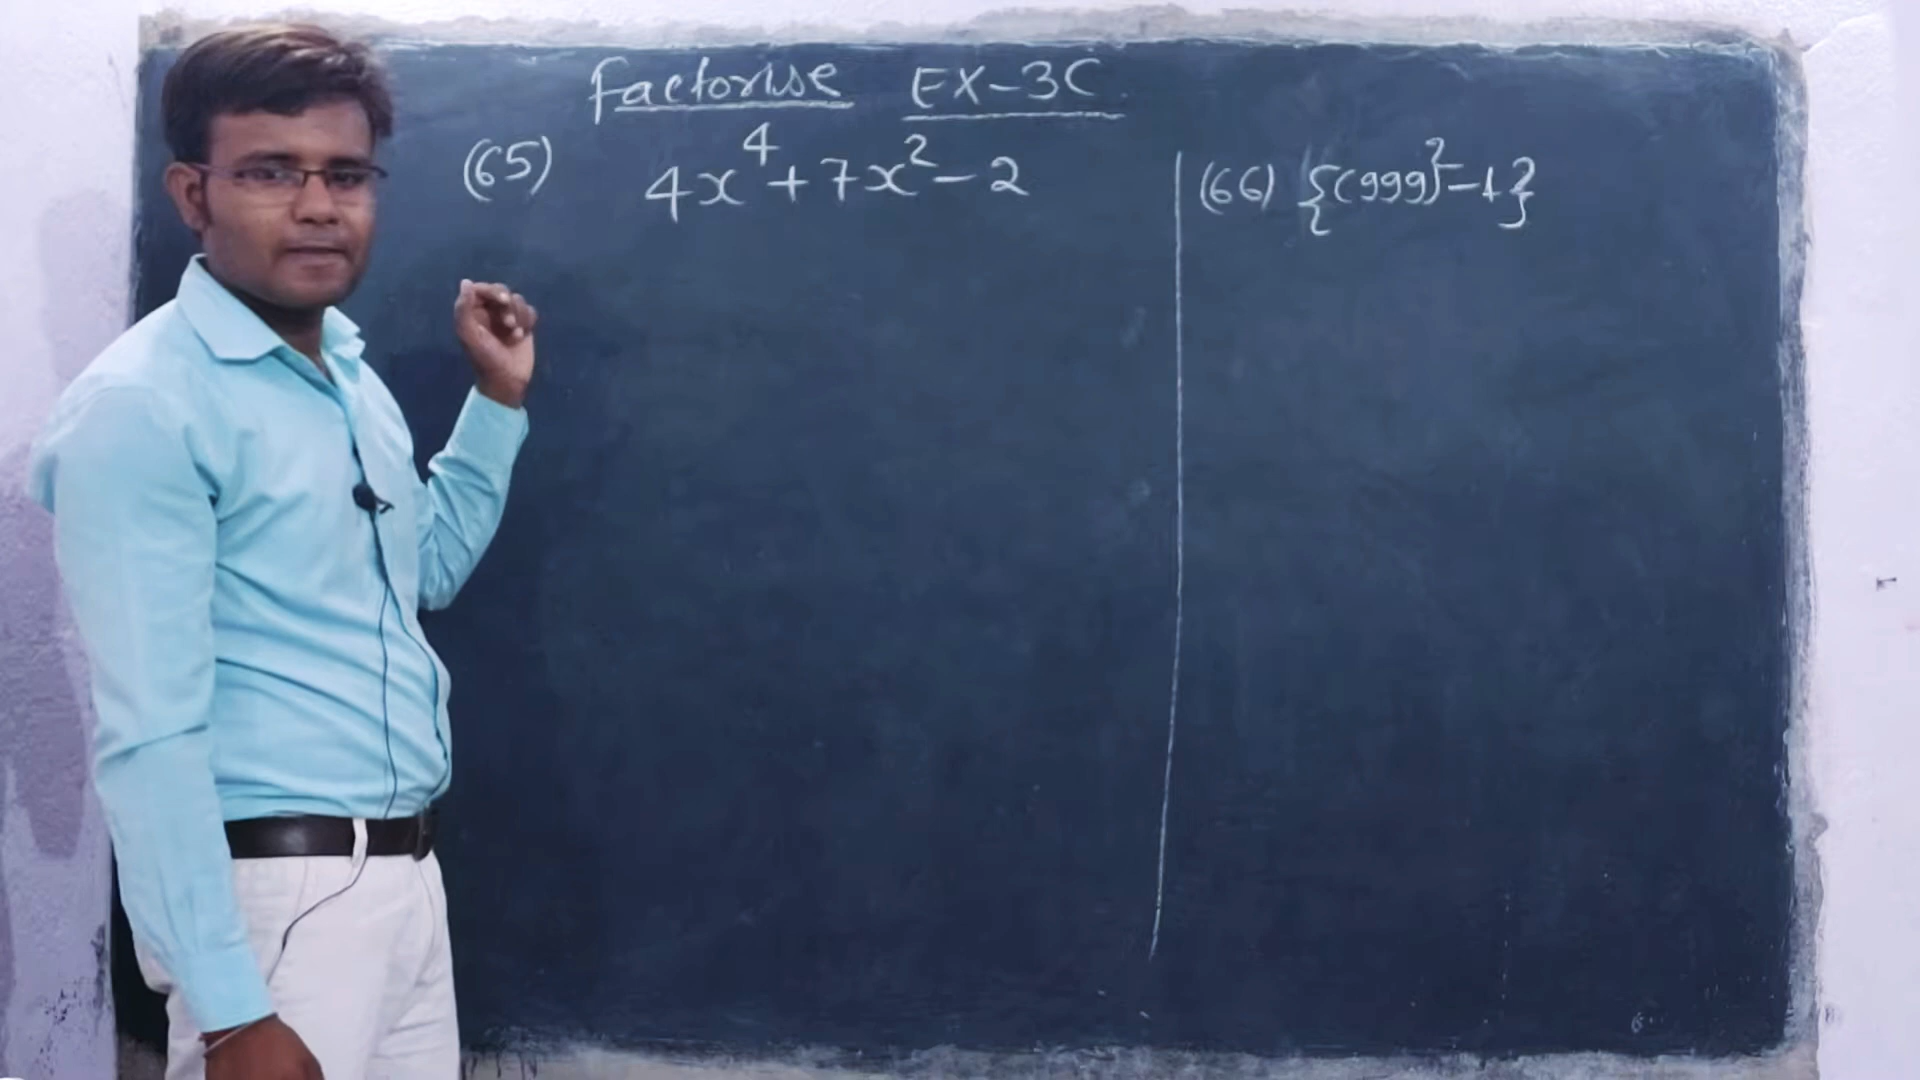 Factorise EX-3C
(65) 4x⁴+7x²-2
(66) {(999)²-1}